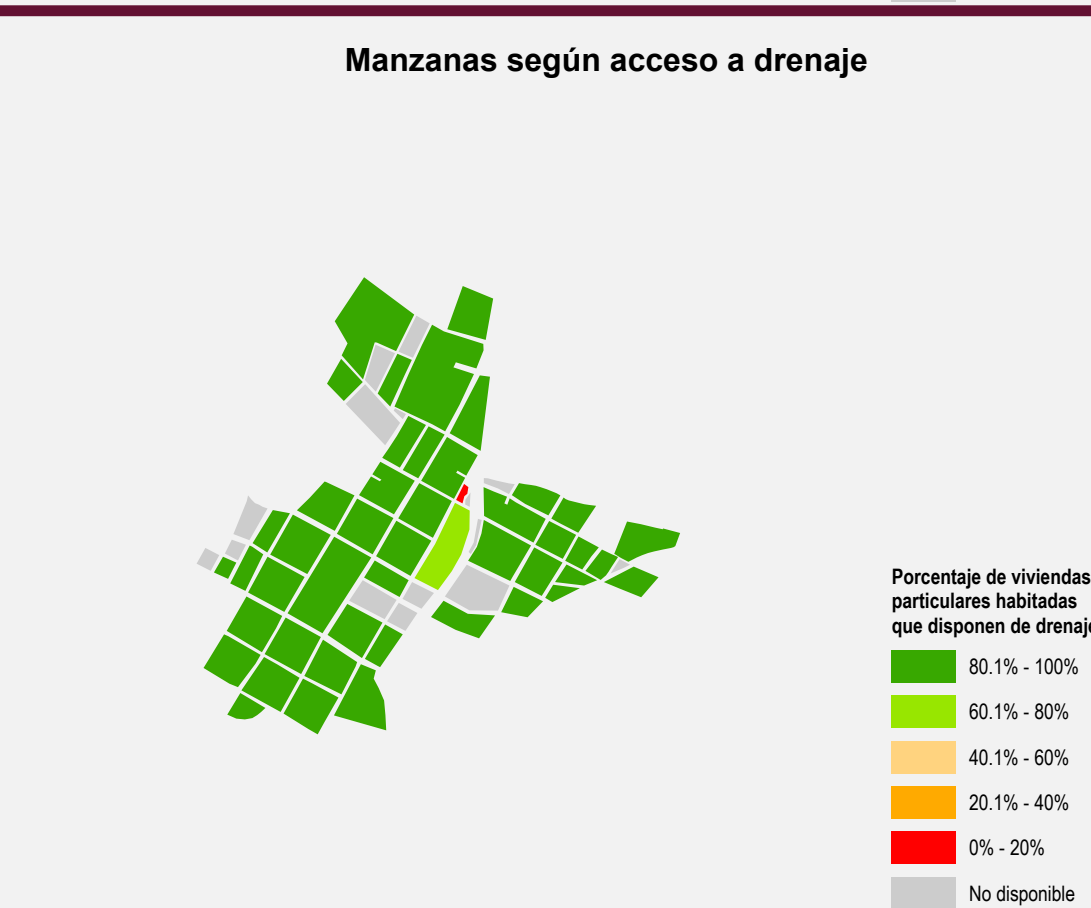 Manzanas según acceso a drenaje
Porcentaje de viviendas
particulares habitadas
que disponen de drenaje
80.1% - 100%
60.1% - 80%
40.1% - 60%
20.1% - 40%
0% - 20%
No disponible